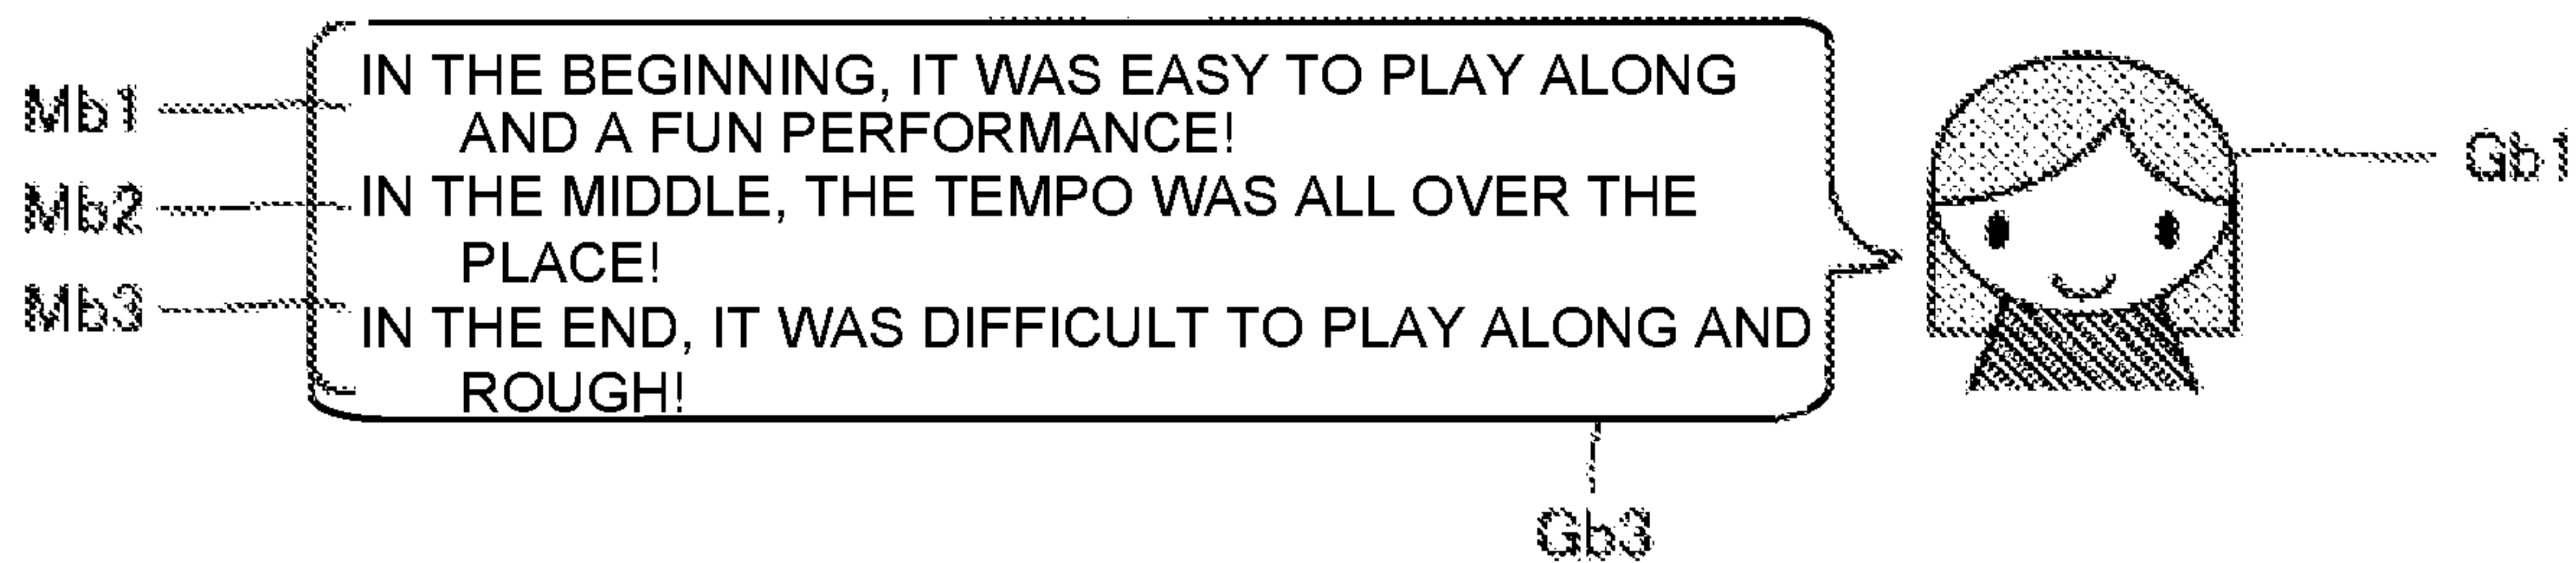 IN THE BEGINNING, IT WAS EASY TO PLAY ALONG
Mb1
AND A FUN PERFORMANCE!
Gb1
Mb2
IN THE MIDDLE, THE TEMPO WAS ALL OVER THE
PLACE!
Mb3
IN THE END, IT WAS DIFFICULT TO PLAY ALONG AND
ROUGH!
Gb3